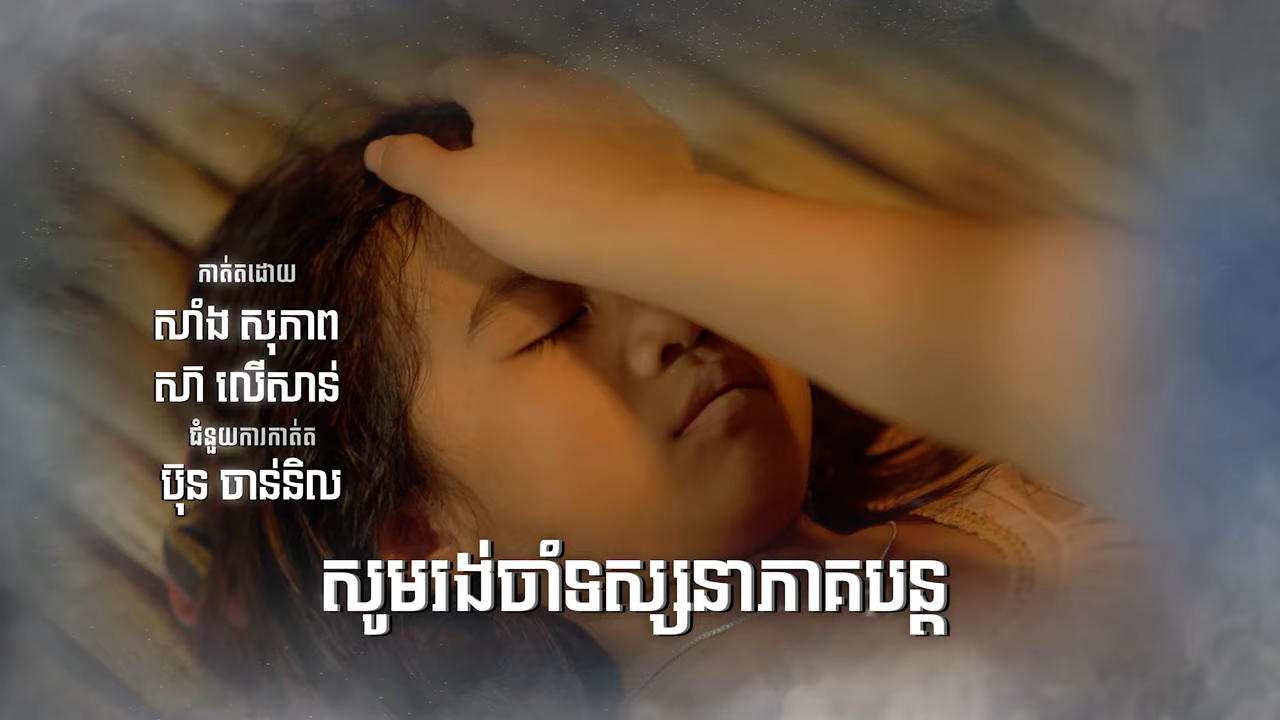 កាត់តដោយ
សាំង សុភាព
សា៊ លើសាន់
ជំនួយការកាត់ត
ប៊ុន ចាន់និល
សូមរង់ចាំទស្សនាភាគបន្ត